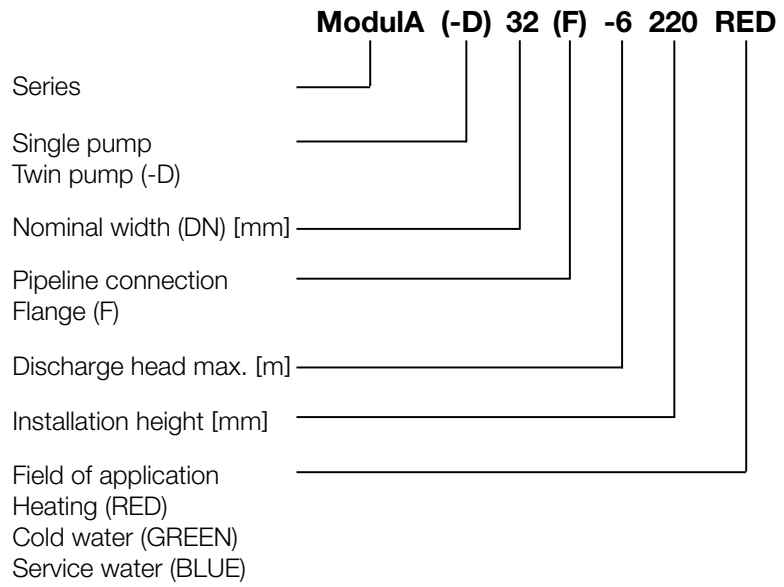 ModulA (-D) 32 (F) -6 220 RED
Series
Single pump
Twin pump (-D)
Nominal width (DN) [mm]
Pipeline connection
Flange (F)
Discharge head max. [m]
Installation height [mm]
Field of application
Heating (RED)
Cold water (GREEN)
Service water (BLUE)